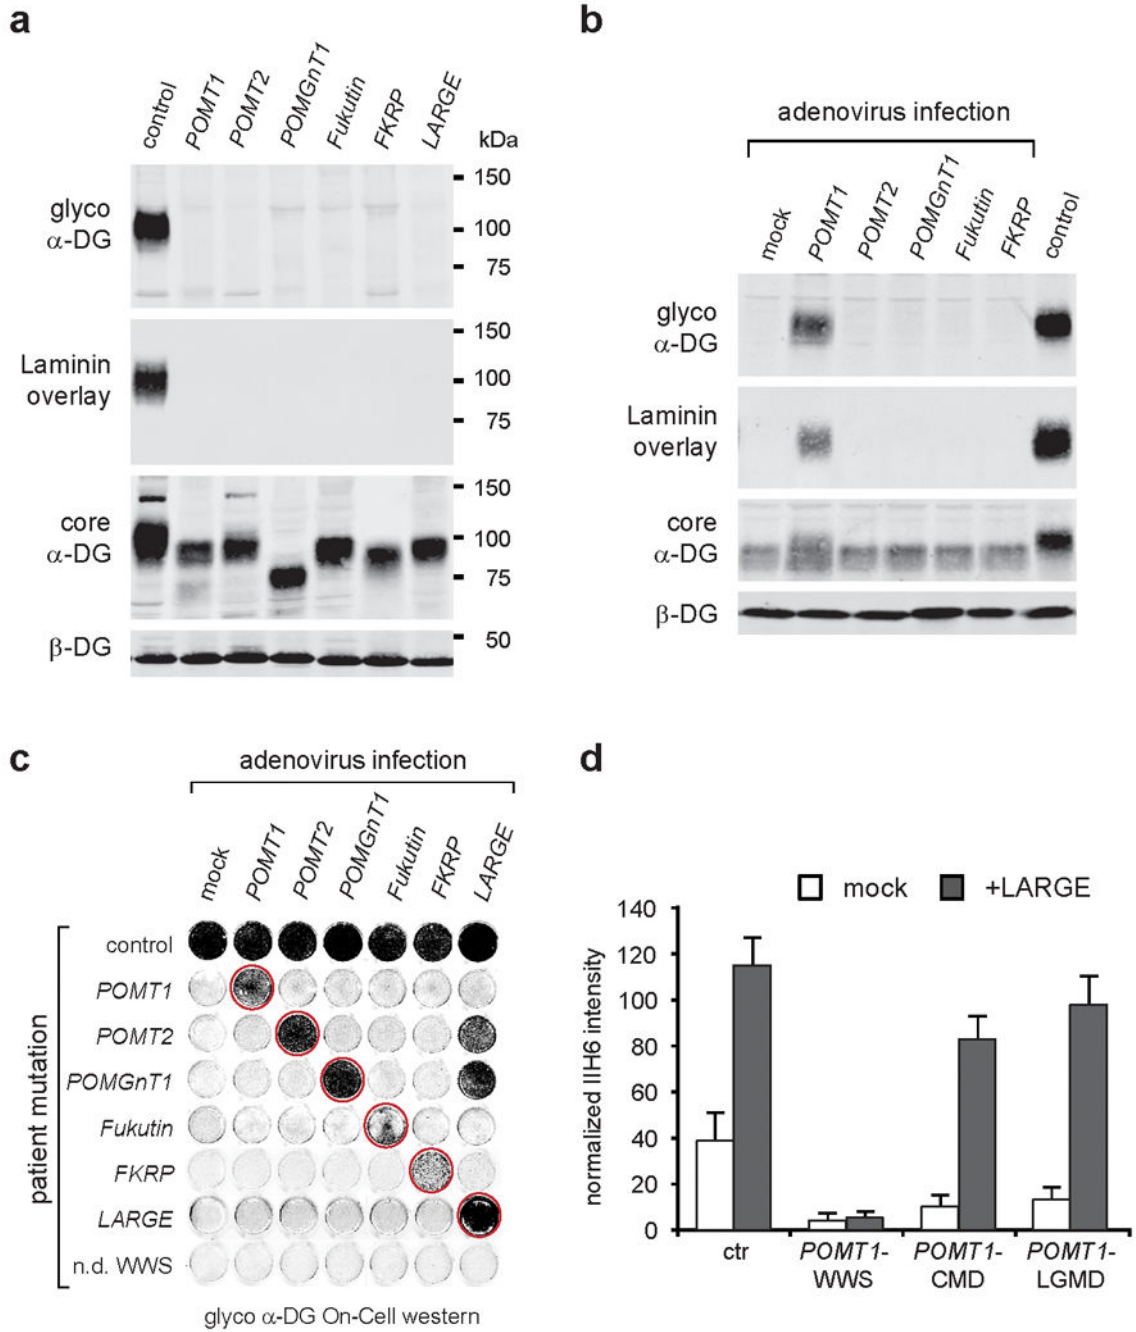 a
control
POMT1
POMT2
POMGnT1
Fukutin
FKRP
LARGE
kDa
glyco
α-DG
150
100
75
Laminin
overlay
150
100
75
core
α-DG
150
100
75
β-DG
50
b
adenovirus infection
mock
POMT1
POMT2
POMGnT1
Fukutin
FKRP
control
glyco
α-DG
Laminin
overlay
core
α-DG
β-DG
c
adenovirus infection
mock
POMT1
POMT2
POMGnT1
Fukutin
FKRP
LARGE
patient mutation
control
POMT1
POMT2
POMGnT1
Fukutin
FKRP
LARGE
n.d. WWS
glyco α-DG On-Cell western
d
mock
+LARGE
normalized IIH6 intensity
140
120
100
80
60
40
20
0
ctr
POMT1-
WWS
POMT1-
CMD
POMT1-
LGMD